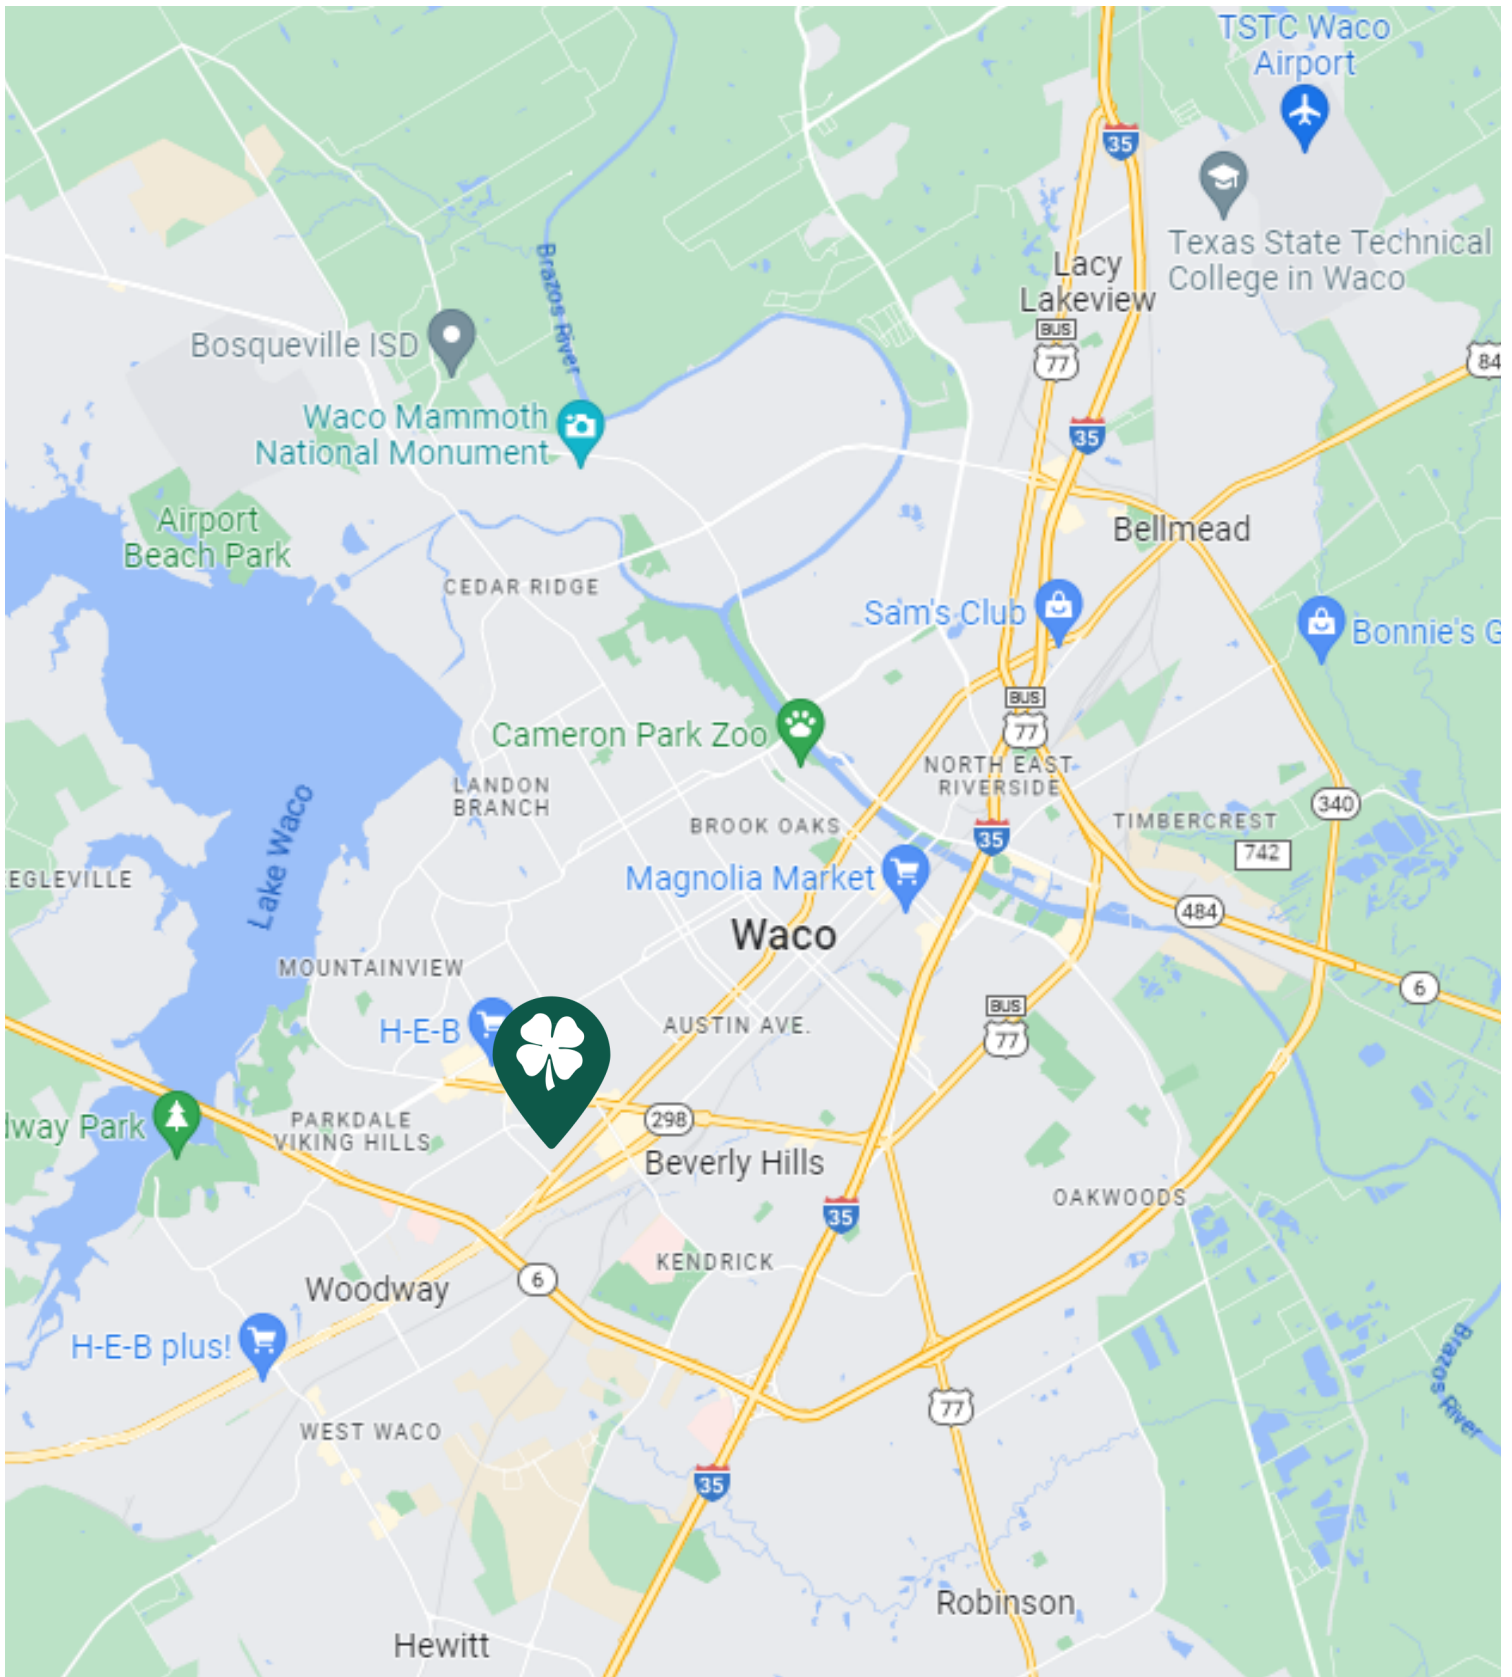 TSTC Waco
Airport
35
Texas State Technical
College in Waco
Lacy
Lakeview
BUS
77
84
Brazos River
Bosqueville ISD
Waco Mammoth
National Monument
35
Airport
Beach Park
Bellmead
CEDAR RIDGE
Sam's Club
Bonnie's G
BUS
77
Cameron Park Zoo
NORTH EAST
RIVERSIDE
LANDON
BRANCH
340
BROOK OAKS
35
TIMBERCREST
742
Lake Waco
EGLEVILLE
Magnolia Market
484
Waco
MOUNTAINVIEW
6
BUS
77
H-E-B
AUSTIN AVE.
dway Park
PARKDALE
VIKING HILLS
298
Beverly Hills
OAKWOODS
35
KENDRICK
6
Woodway
H-E-B plus!
Brazos River
77
WEST WACO
35
Robinson
Hewitt